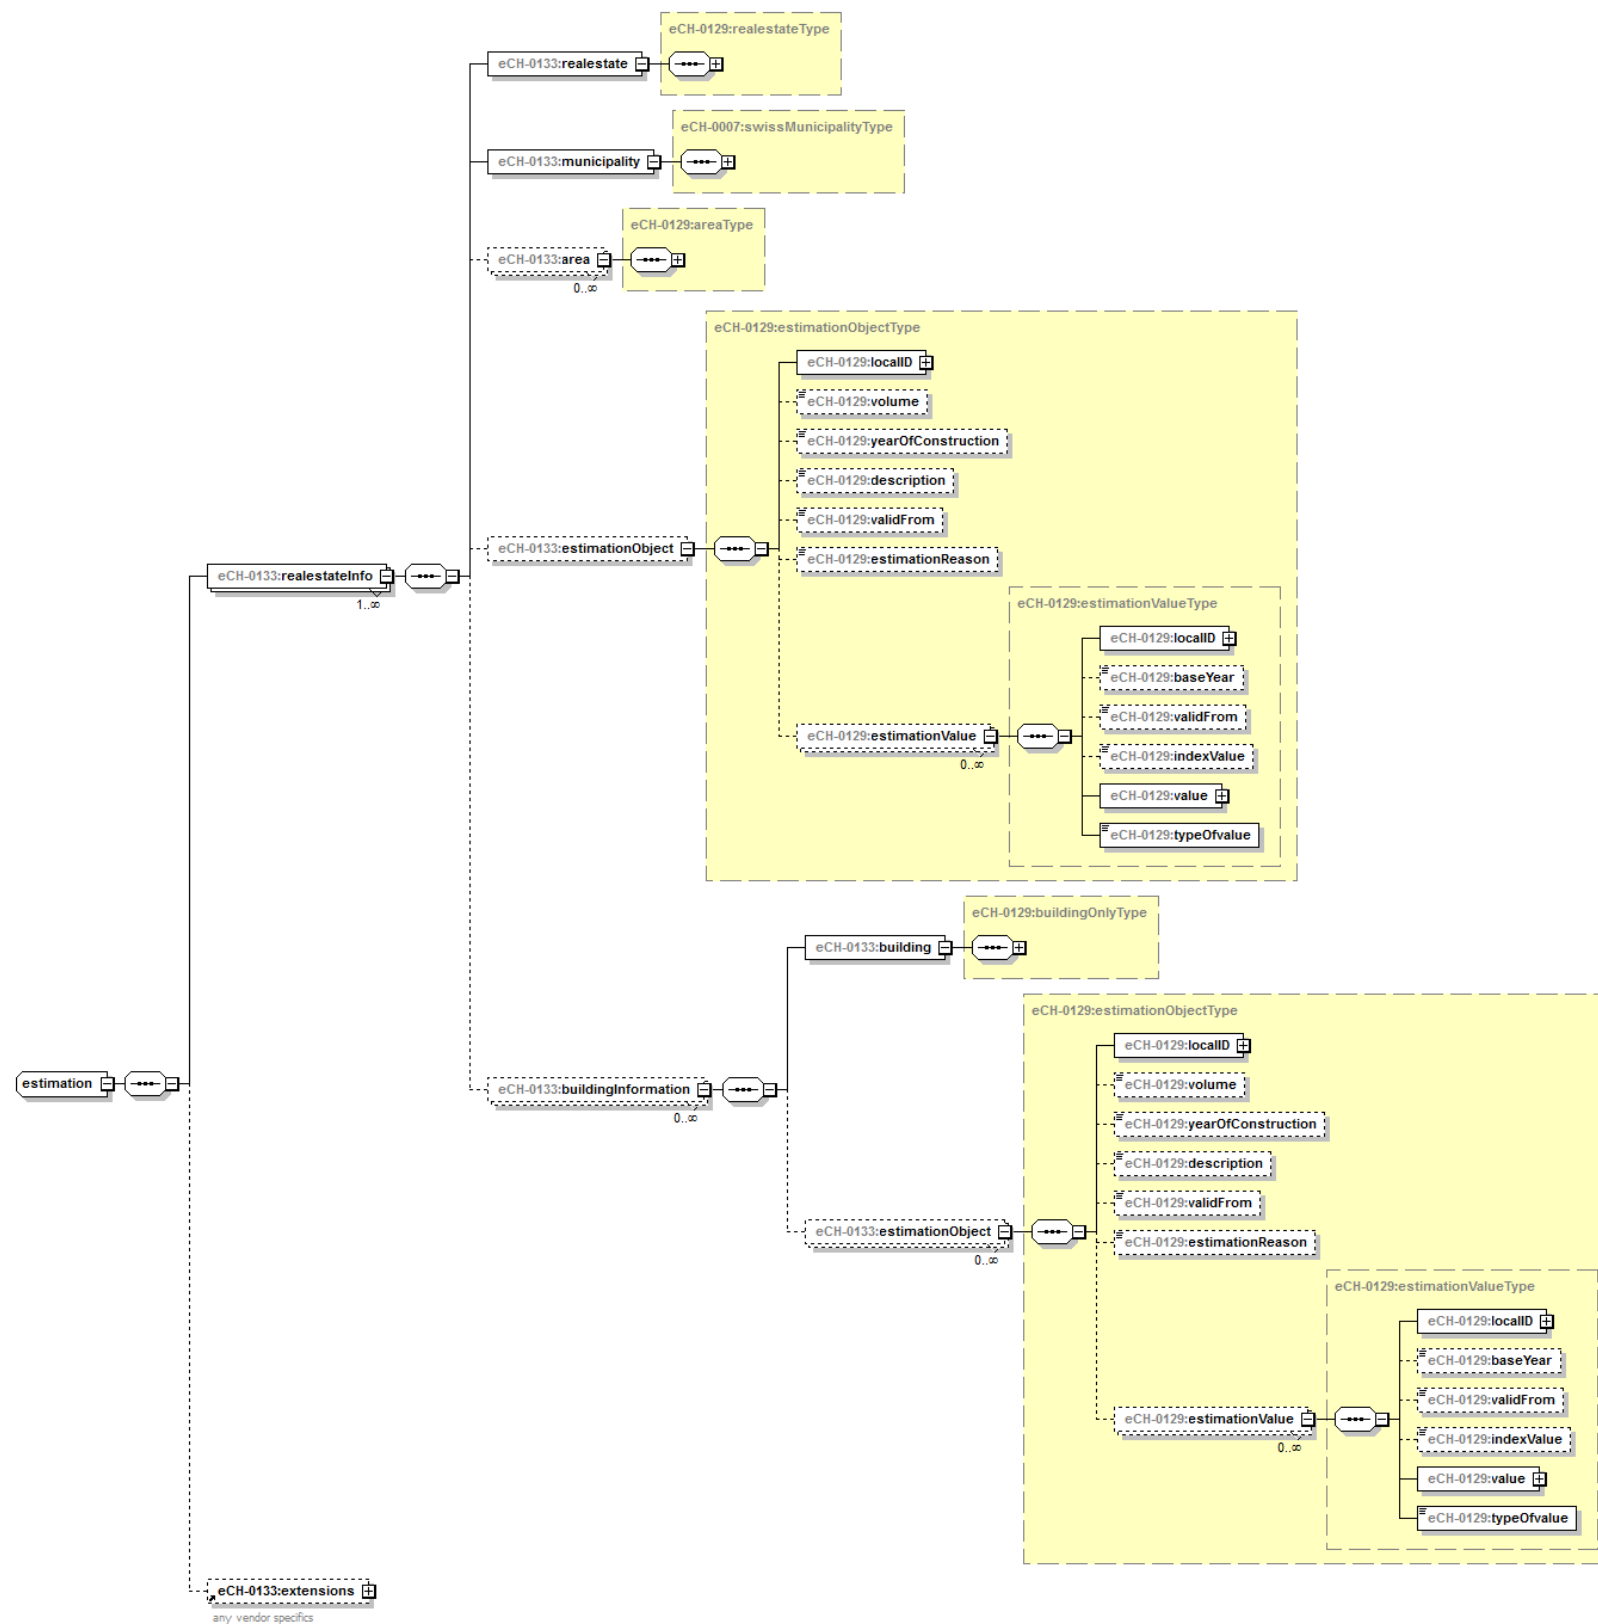 eCH-0129:realestateType
eCH-0133:realestate
eCH-0007:swissMunicipalityType
eCH-0133:municipality
eCH-0129:areaType
eCH-0133:area
0..∞
eCH-0129:estimationObjectType
eCH-0129:localID
eCH-0129:volume
eCH-0129:yearOfConstruction
eCH-0129:description
eCH-0129:validFrom
eCH-0133:estimationObject
eCH-0129:estimationReason
eCH-0133:realestateInfo
1..∞
eCH-0129:estimationValueType
eCH-0129:localID
eCH-0129:baseYear
eCH-0129:validFrom
eCH-0129:estimationValue
0..∞
eCH-0129:indexValue
eCH-0129:value
eCH-0129:typeOfvalue
eCH-0129:buildingOnlyType
eCH-0133:building
eCH-0129:estimationObjectType
eCH-0129:localID
estimation
eCH-0133:buildingInformation
0..∞
eCH-0129:volume
eCH-0129:yearOfConstruction
eCH-0129:description
eCH-0129:validFrom
eCH-0133:estimationObject
0..∞
eCH-0129:estimationReason
eCH-0129:estimationValueType
eCH-0129:localID
eCH-0129:baseYear
eCH-0129:validFrom
eCH-0129:estimationValue
0..∞
eCH-0129:indexValue
eCH-0129:value
eCH-0129:typeOfvalue
eCH-0133:extensions
any vendor specifics